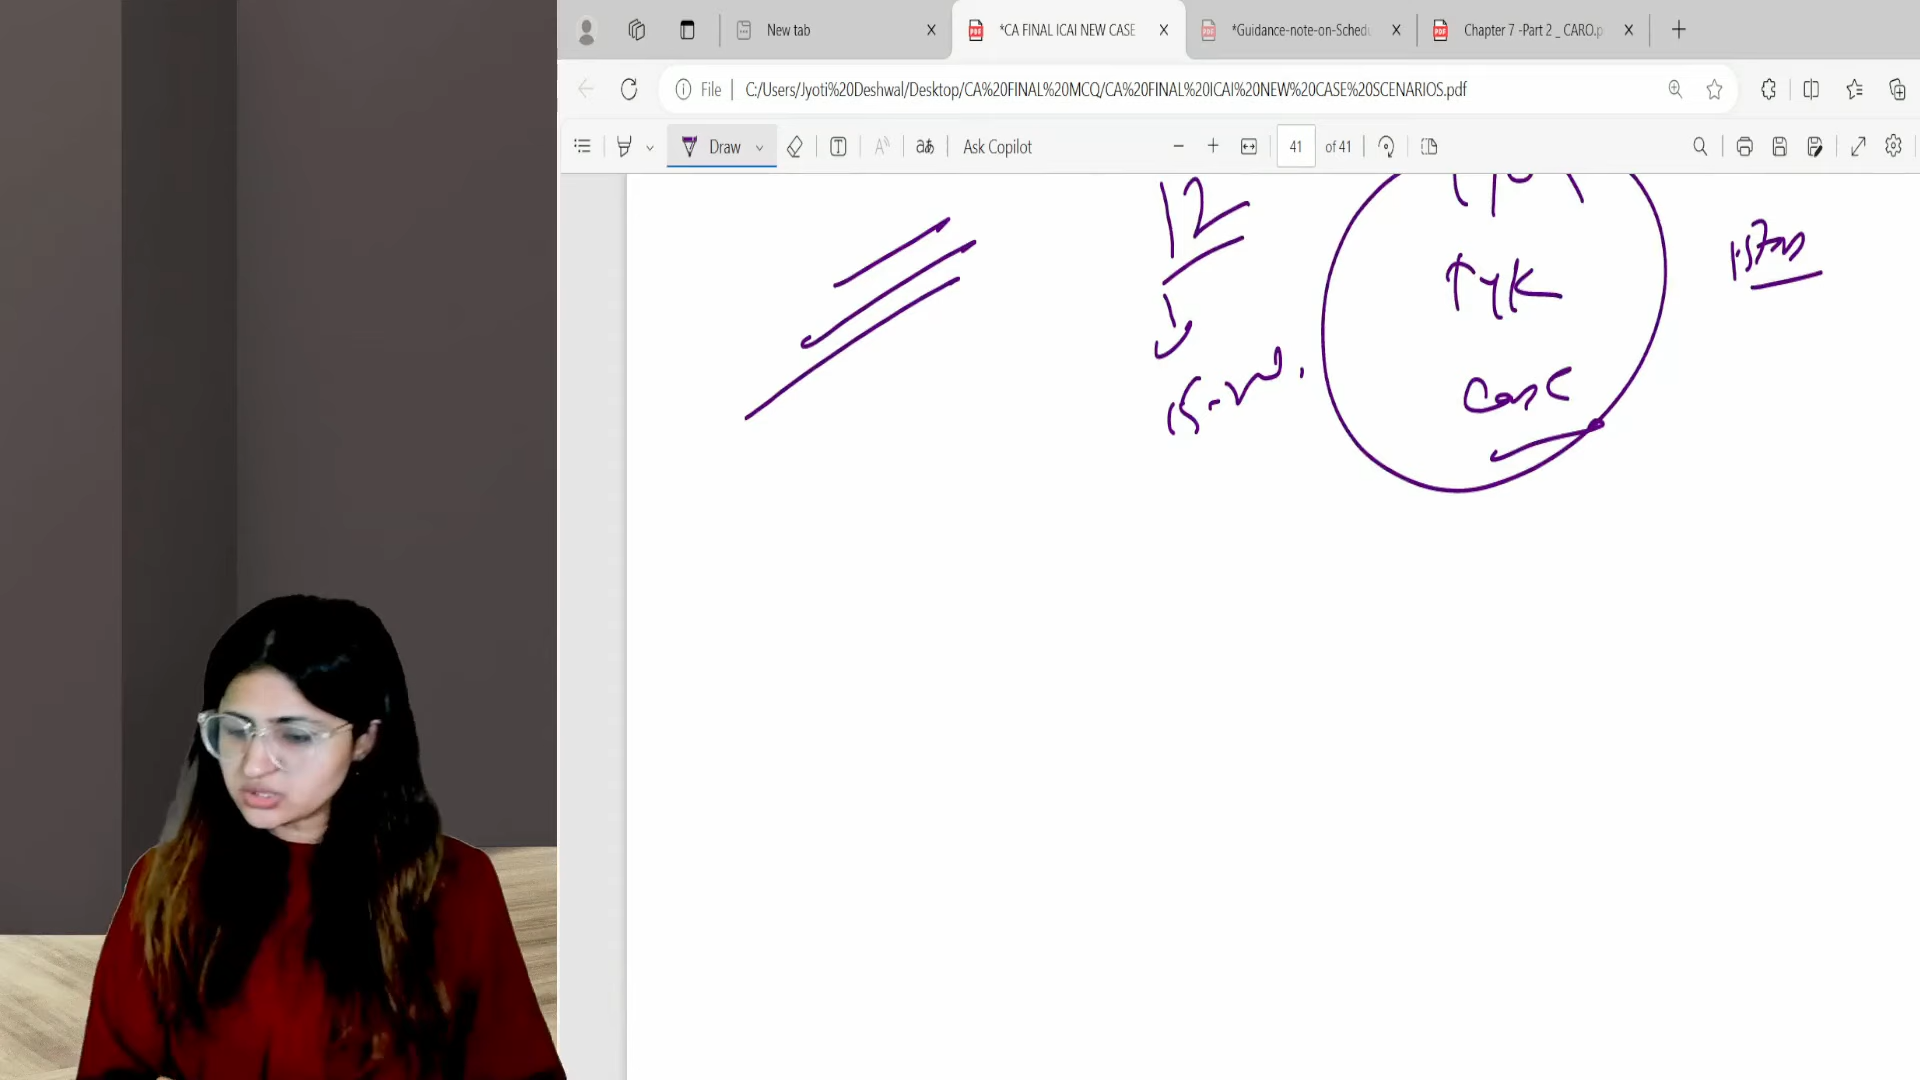 New tab
*CA FINAL ICAI NEW CASE
*Guidance-note-on-Schedu
Chapter 7 -Part 2 _ CARO.p
File
C:/Users/Jyoti%20Deshwal/Desktop/CA%20FINAL%20MCQ/CA%20FINAL%20ICAI%20NEW%20CASE%20SCENARIOS.pdf
Draw
Ask Copilot
41 of 41
12
Case